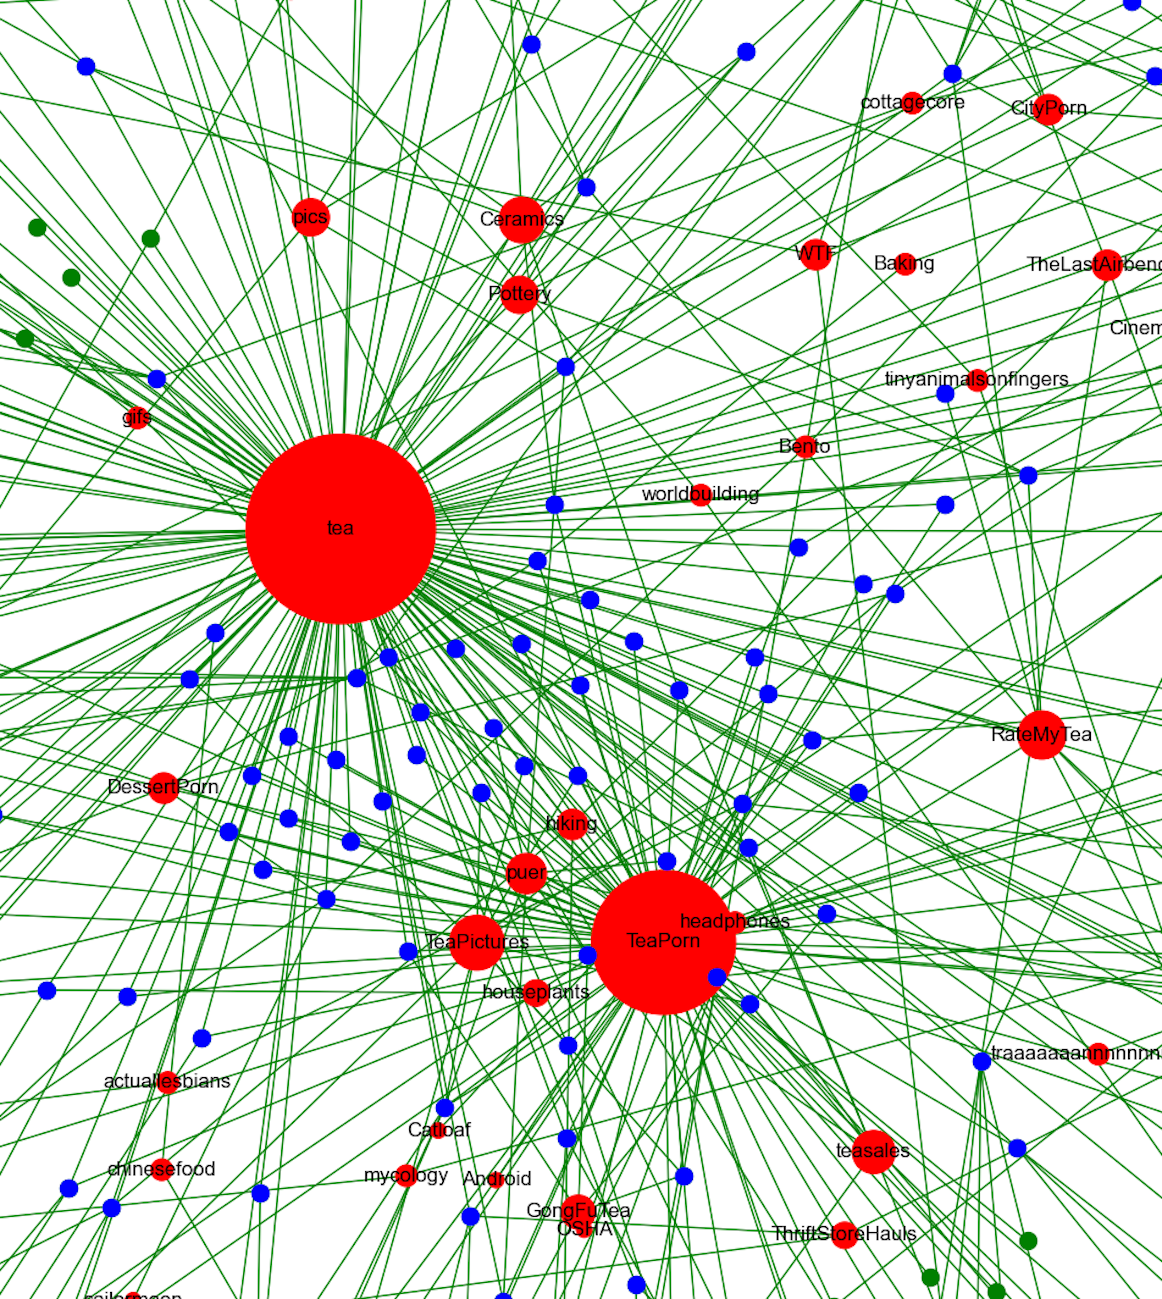 cottagecore
CityPorn
pics
Ceramics
WTF
Baking
TheLastAirbend
Pottery
Cinem
tinyanimalsonfingers
gifs
Bento
worldbuilding
tea
RateMyTea
DessertPorn
hiking
puer
headphones
TeaPictures
TeaPorn
houseplants
traaaaaaannnnnnn
actuallesbians
Catloaf
teasales
chinesefood
mycology
Android
GongFuTea
OSHA
ThriftStoreHauls
sailormoon